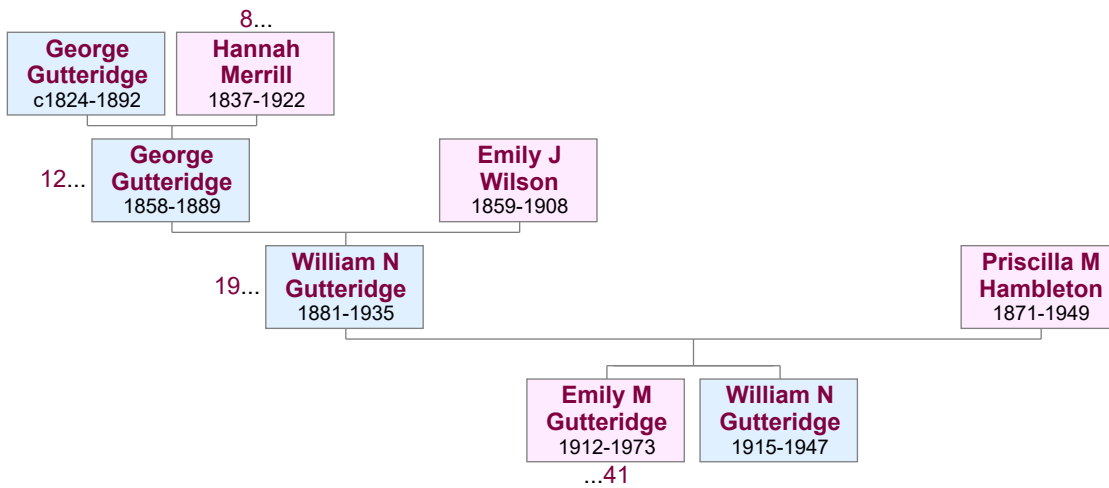 8...
George
Gutteridge
c1824-1892
Hannah
Merrill
1837-1922
12...
George
Gutteridge
1858-1889
Emily J
Wilson
1859-1908
19...
William N
Gutteridge
1881-1935
Priscilla M
Hambleton
1871-1949
Emily M
Gutteridge
1912-1973
William N
Gutteridge
1915-1947
...41